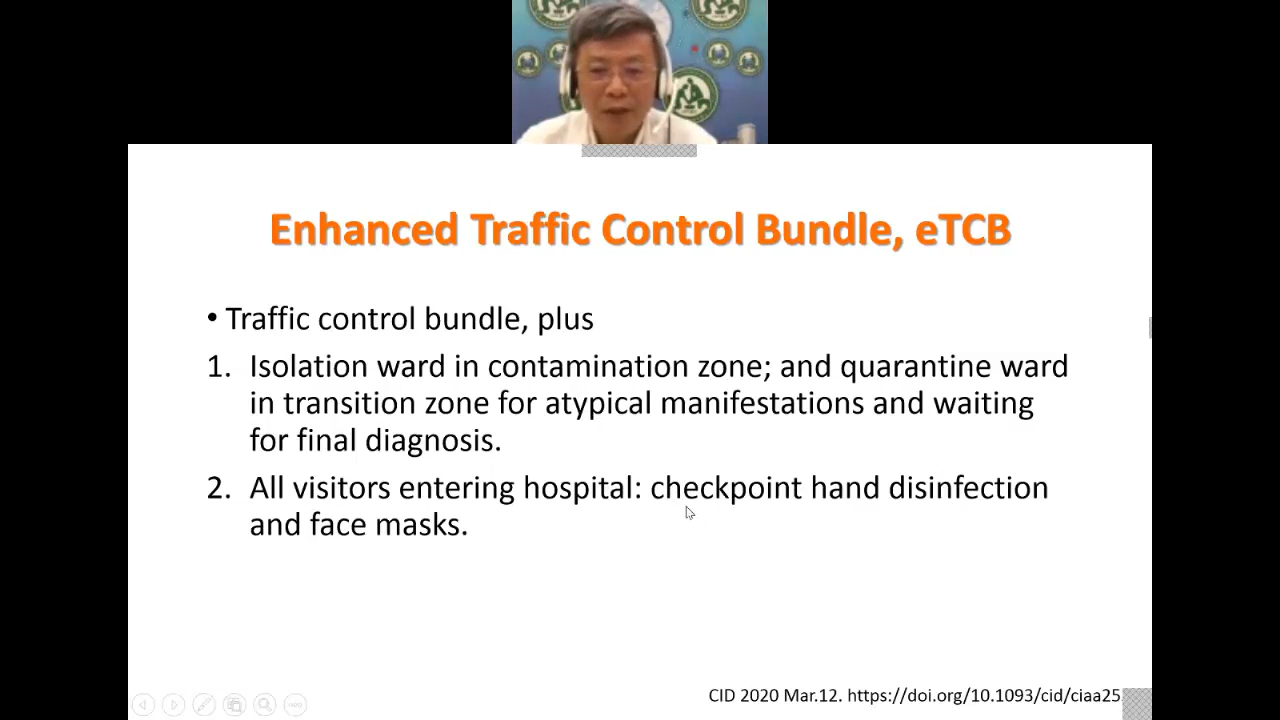 Enhanced Traffic Control Bundle, eTCB
• Traffic control bundle, plus
1. Isolation ward in contamination zone; and quarantine ward
in transition zone for atypical manifestations and waiting
for final diagnosis.
2. All visitors entering hospital: checkpoint hand disinfection
and face masks.
CID 2020 Mar.12. https://doi.org/10.1093/cid/ciaa25